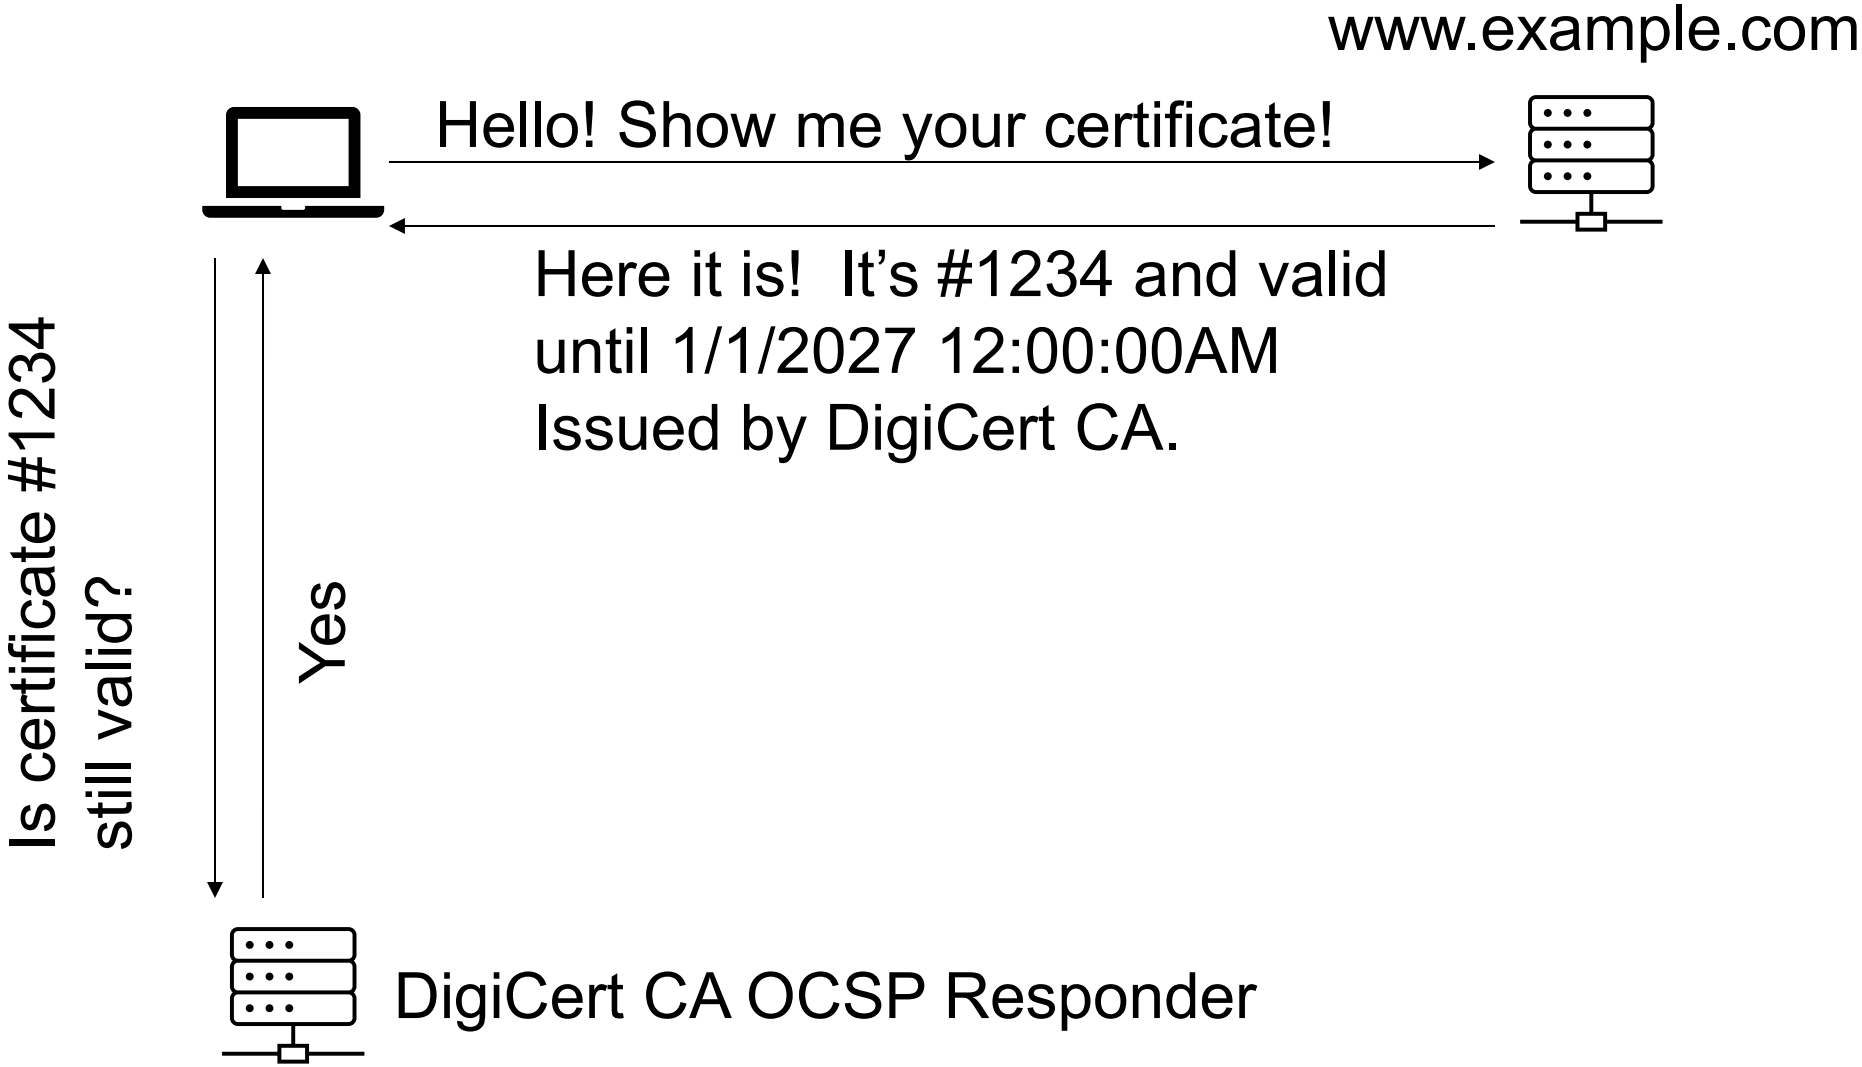 www.example.com
Hello! Show me your certificate!
Here it is!  It’s #1234 and valid
until 1/1/2027 12:00:00AM
Issued by DigiCert CA.
Is certificate #1234
still valid?
Yes
DigiCert CA OCSP Responder